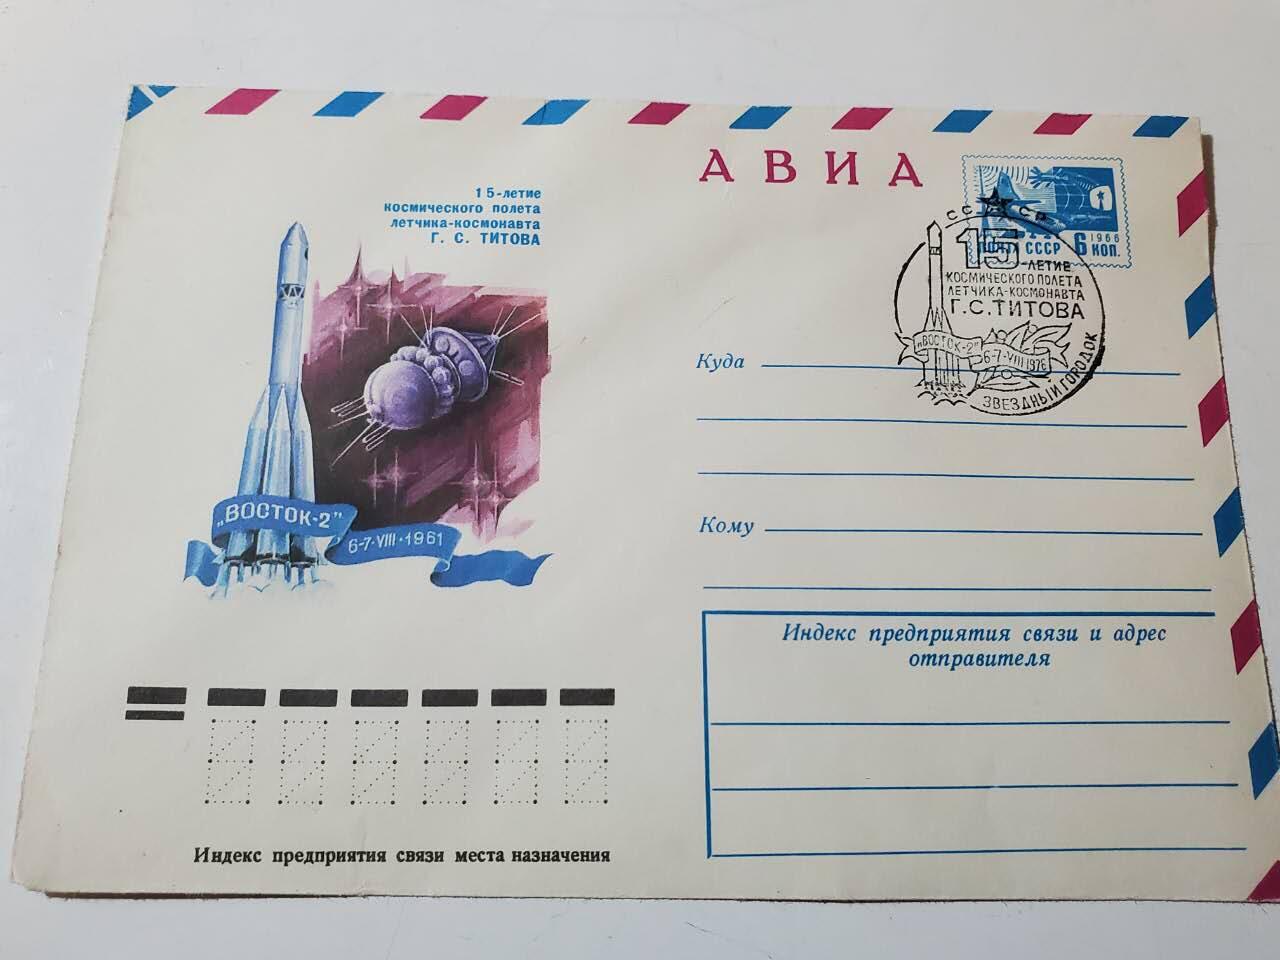 АВИА
15-летие
космического полета
летчика-космонавта
Г. С. ТИТОВА
„ВОСТОК-2”
6-7·VIII·1961
1966
ПОЧТА СССР 6 КОП.
СССР
15-ЛЕТИЕ
КОСМИЧЕСКОГО ПОЛЕТА
ЛЕТЧИКА-КОСМОНАВТА
Г.С.ТИТОВА
„ВОСТОК-2”
6-7-VIII-1976
ЗВЕЗДНЫЙ ГОРОДОК
Куда
Кому
Индекс предприятия связи и адрес
отправителя
Индекс предприятия связи места назначения